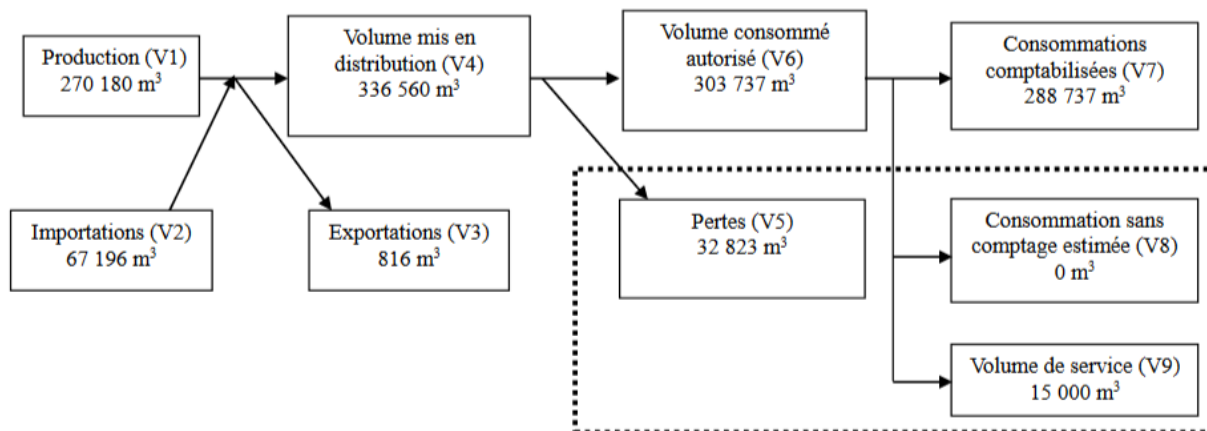 Production (V1)
270 180 m³
Volume mis en
distribution (V4)
336 560 m³
Volume consommé
autorisé (V6)
303 737 m³
Consommations
comptabilisées (V7)
288 737 m³
Importations (V2)
67 196 m³
Exportations (V3)
816 m³
Pertes (V5)
32 823 m³
Consommation sans
comptage estimée (V8)
0 m³
Volume de service (V9)
15 000 m³